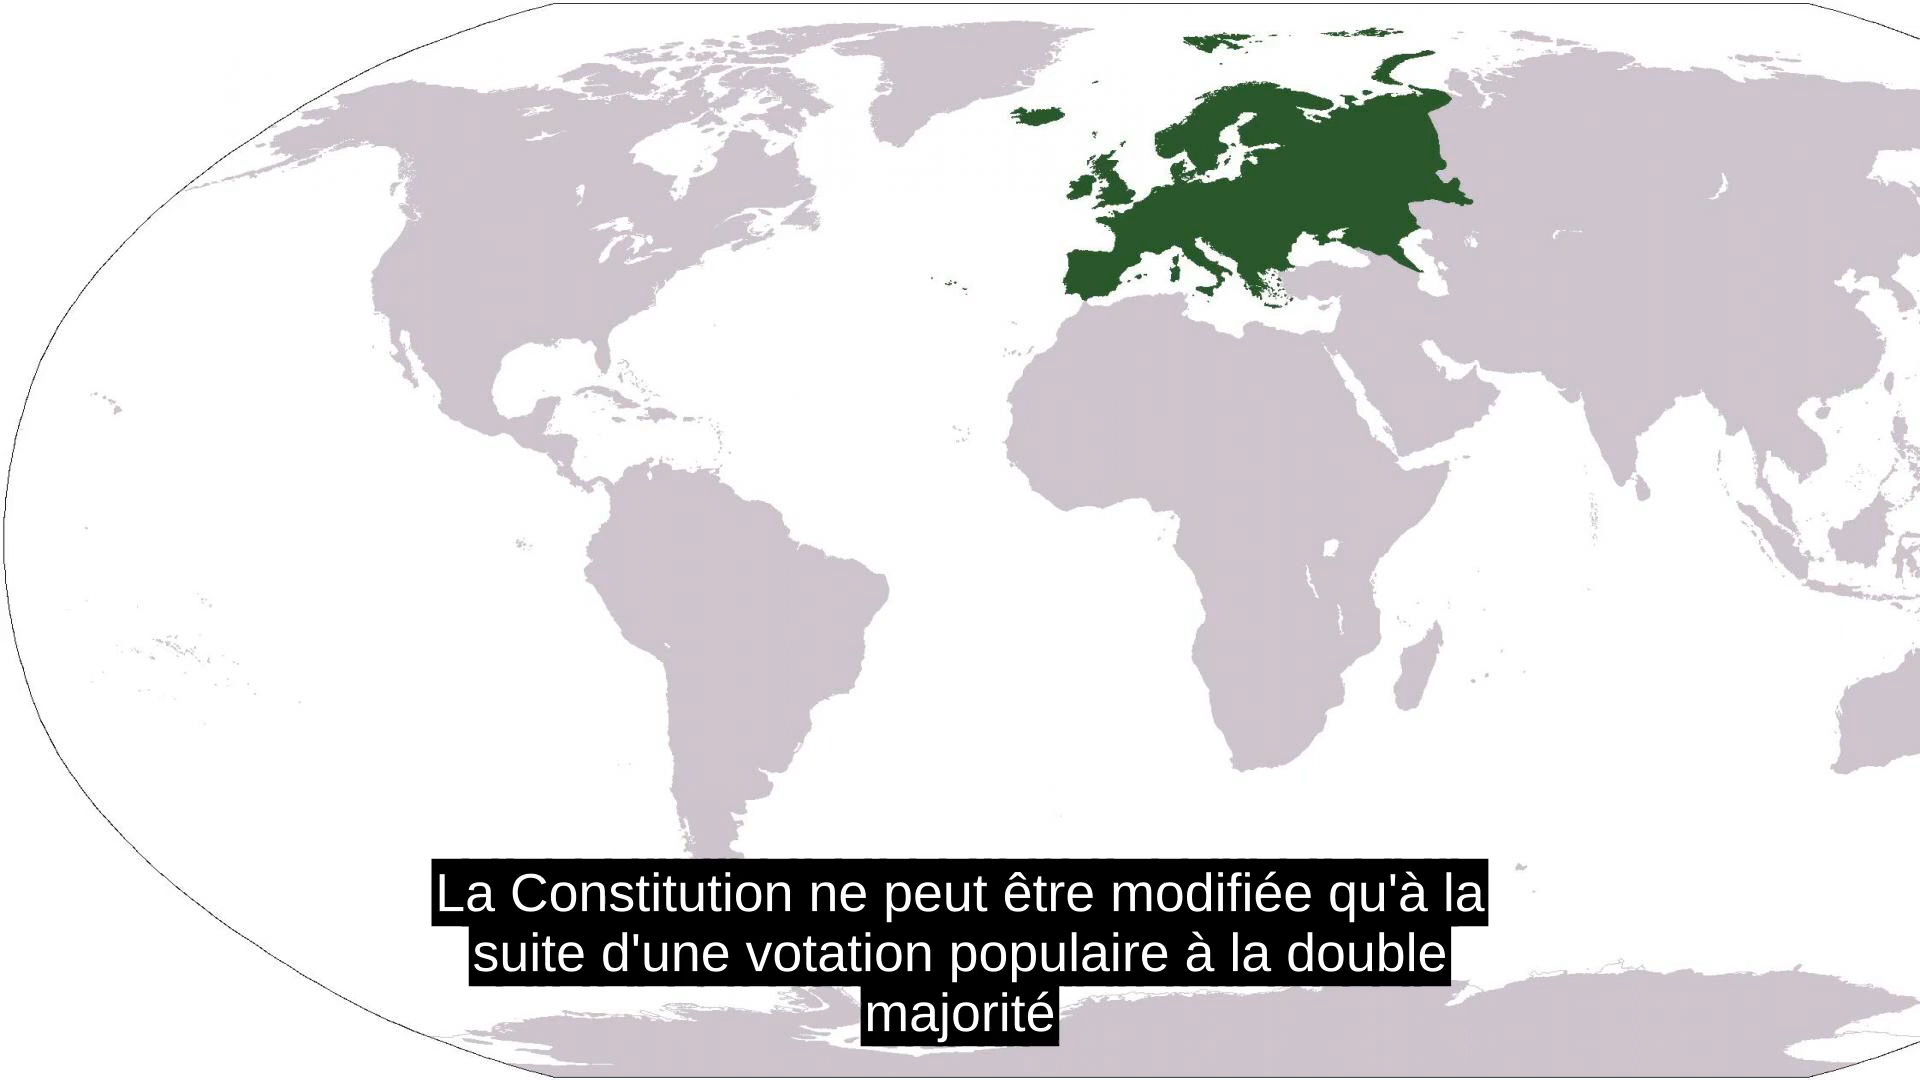 La Constitution ne peut être modifiée qu'à la
suite d'une votation populaire à la double
majorité